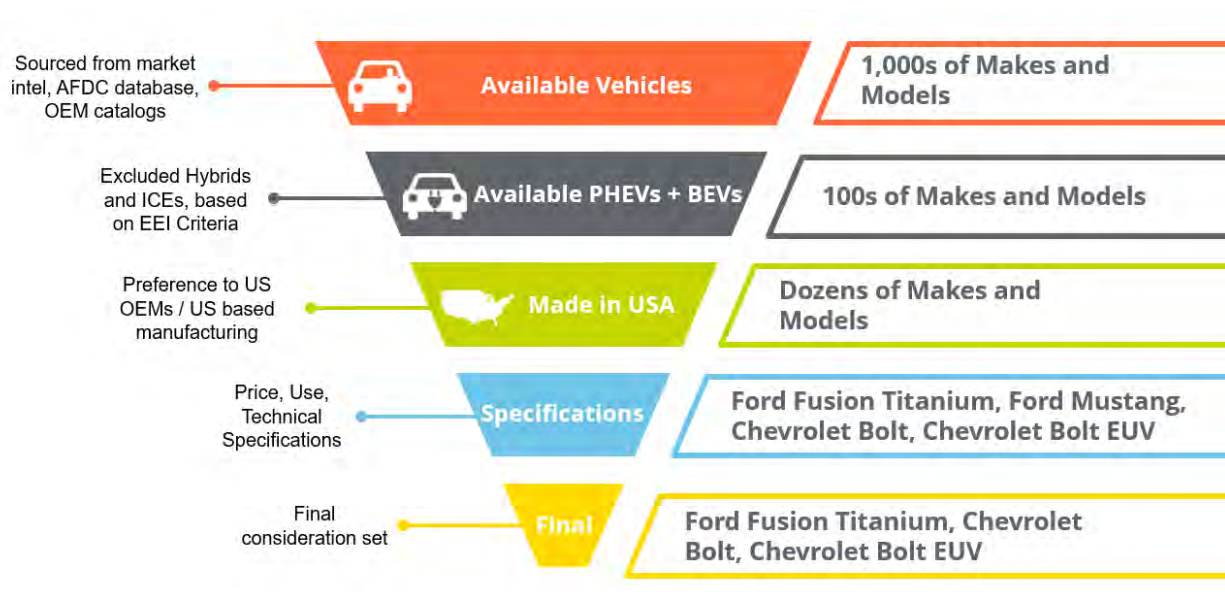 Sourced from market
intel, AFDC database,
OEM catalogs
Available Vehicles
1,000s of Makes and
Models
Excluded Hybrids
and ICEs, based
on EEI Criteria
Available PHEVs + BEVs
100s of Makes and Models
Preference to US
OEMs / US based
manufacturing
Made in USA
Dozens of Makes and
Models
Price, Use,
Technical
Specifications
Specifications
Ford Fusion Titanium, Ford Mustang,
Chevrolet Bolt, Chevrolet Bolt EUV
Final
consideration set
Final
Ford Fusion Titanium, Chevrolet
Bolt, Chevrolet Bolt EUV